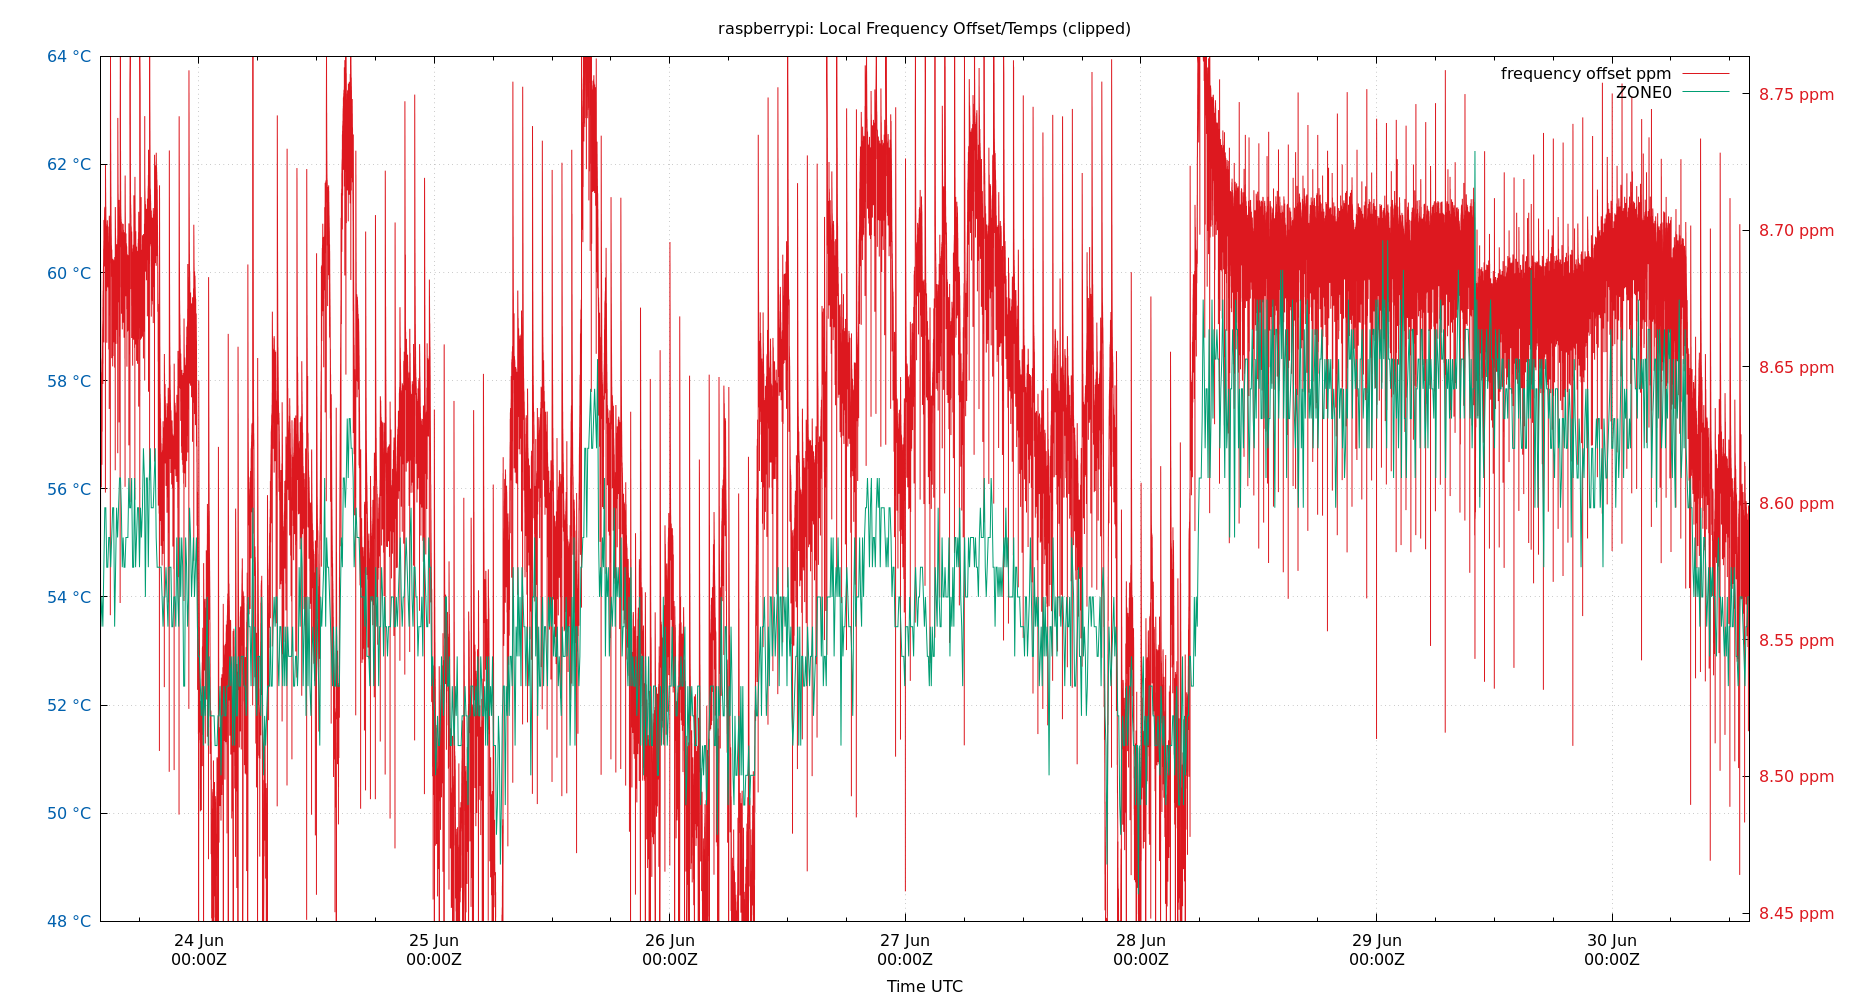 raspberrypi: Local Frequency Offset/Temps (clipped)
64 °C
62 °C
60 °C
58 °C
56 °C
54 °C
52 °C
50 °C
48 °C
frequency offset ppm
ZONE0
8.75 ppm
8.70 ppm
8.65 ppm
8.60 ppm
8.55 ppm
8.50 ppm
8.45 ppm
24 Jun 25 Jun 26 Jun 27 Jun 28 Jun 29 Jun 30 Jun
00:00Z 00:00Z 00:00Z 00:00Z 00:00Z 00:00Z 00:00Z
Time UTC